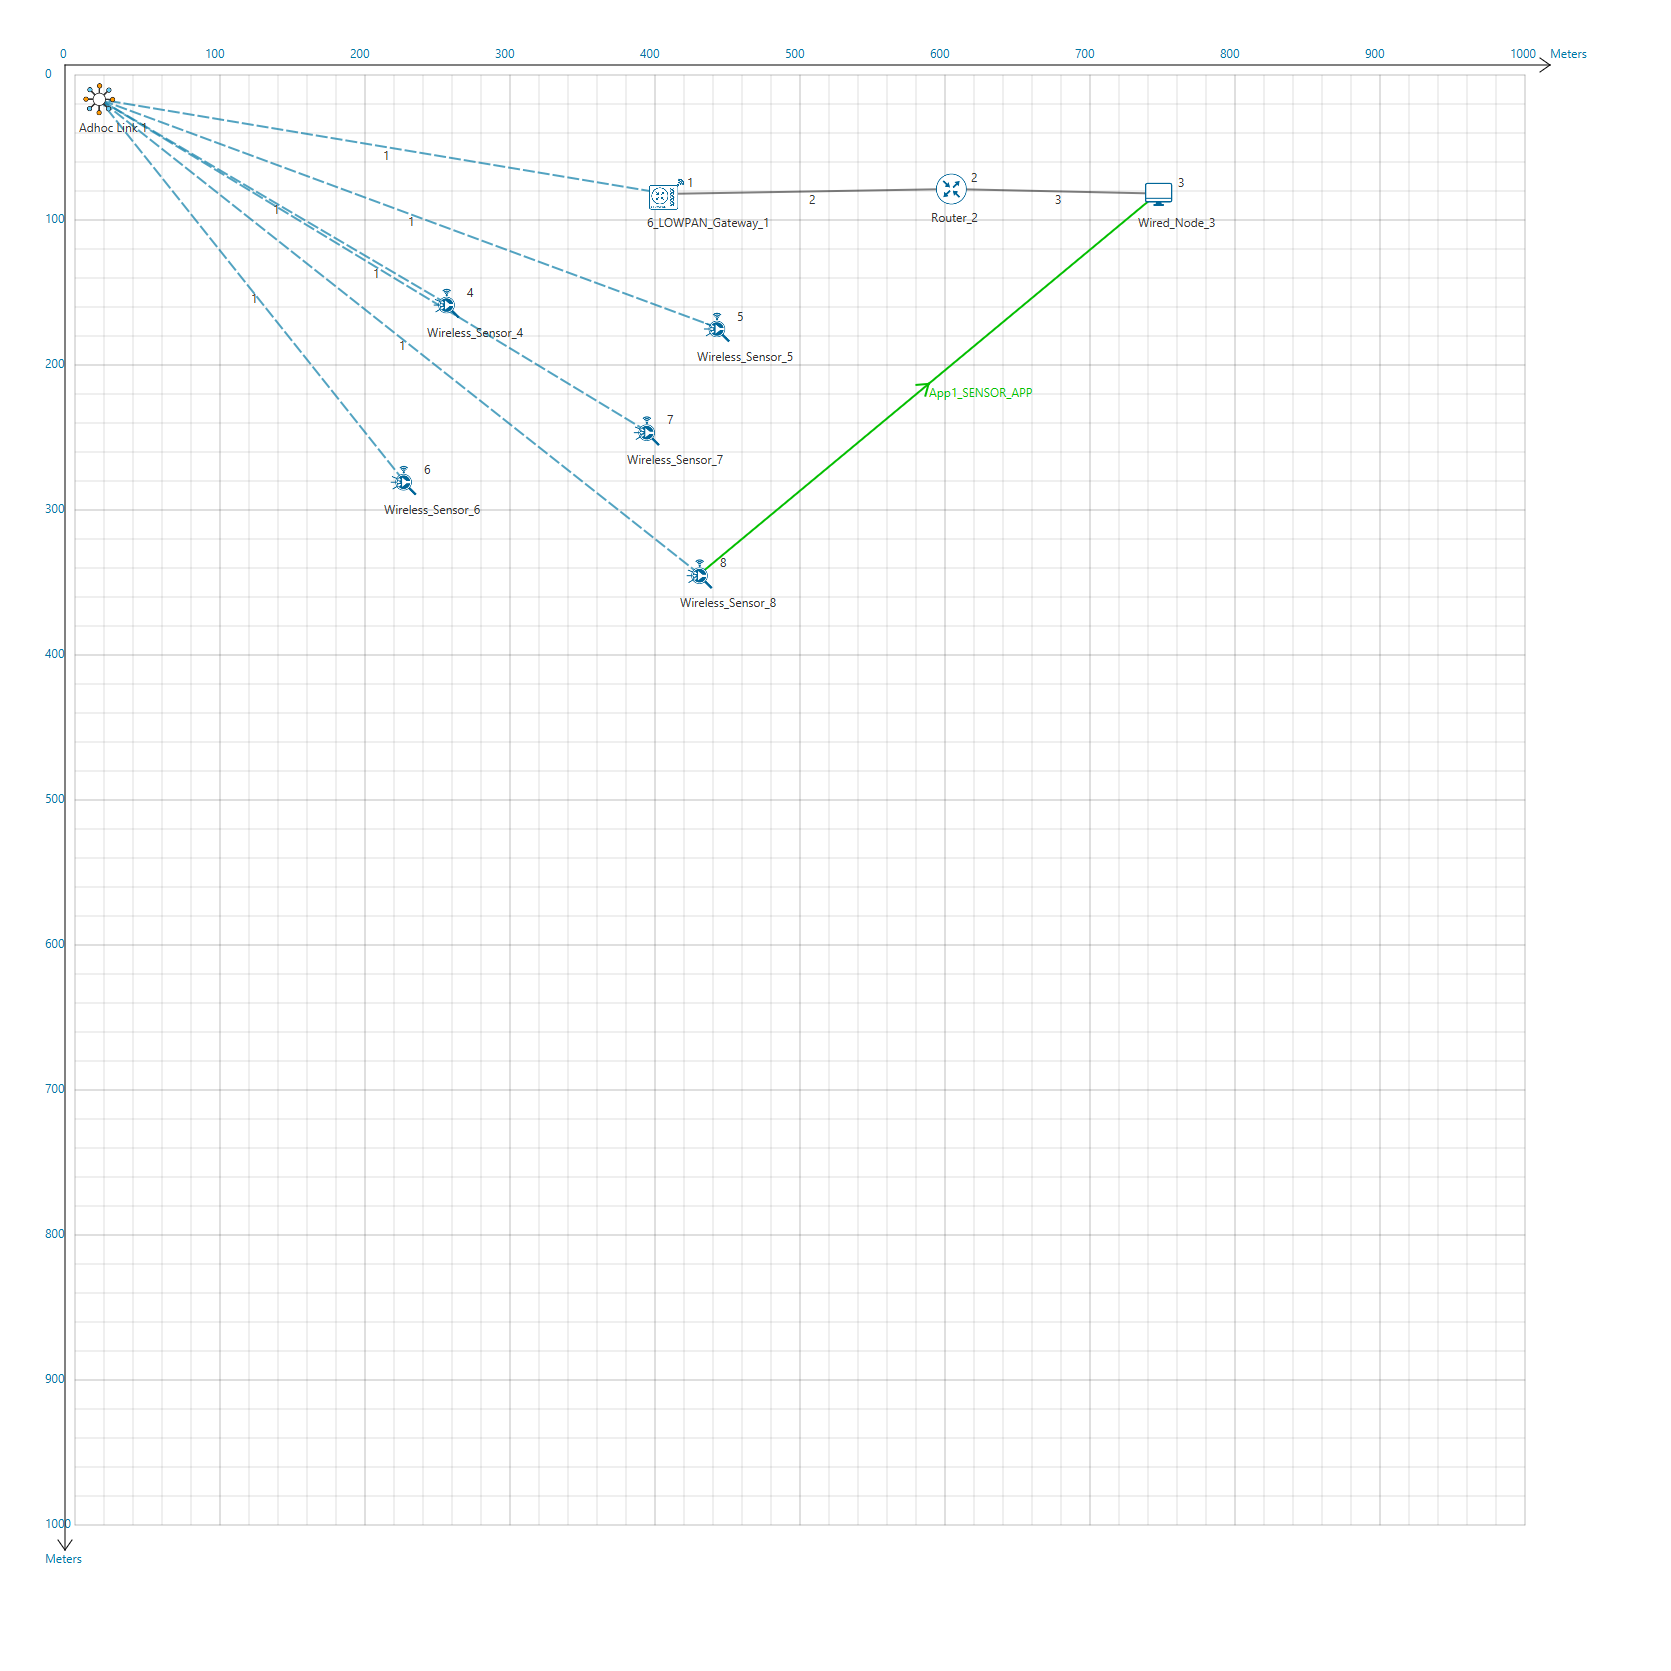 0 100 200 300 400 500 600 700 800 900 1000 Meters
0
Adhoc Link 1
1
1
2
3
2
3
6_LOWPAN_Gateway_1
Router_2
Wired_Node_3
100
1
1
1
1
4
Wireless_Sensor_4
5
Wireless_Sensor_5
1
200
App1_SENSOR_APP
7
Wireless_Sensor_7
6
Wireless_Sensor_6
300
8
Wireless_Sensor_8
400
500
600
700
800
900
1000
Meters